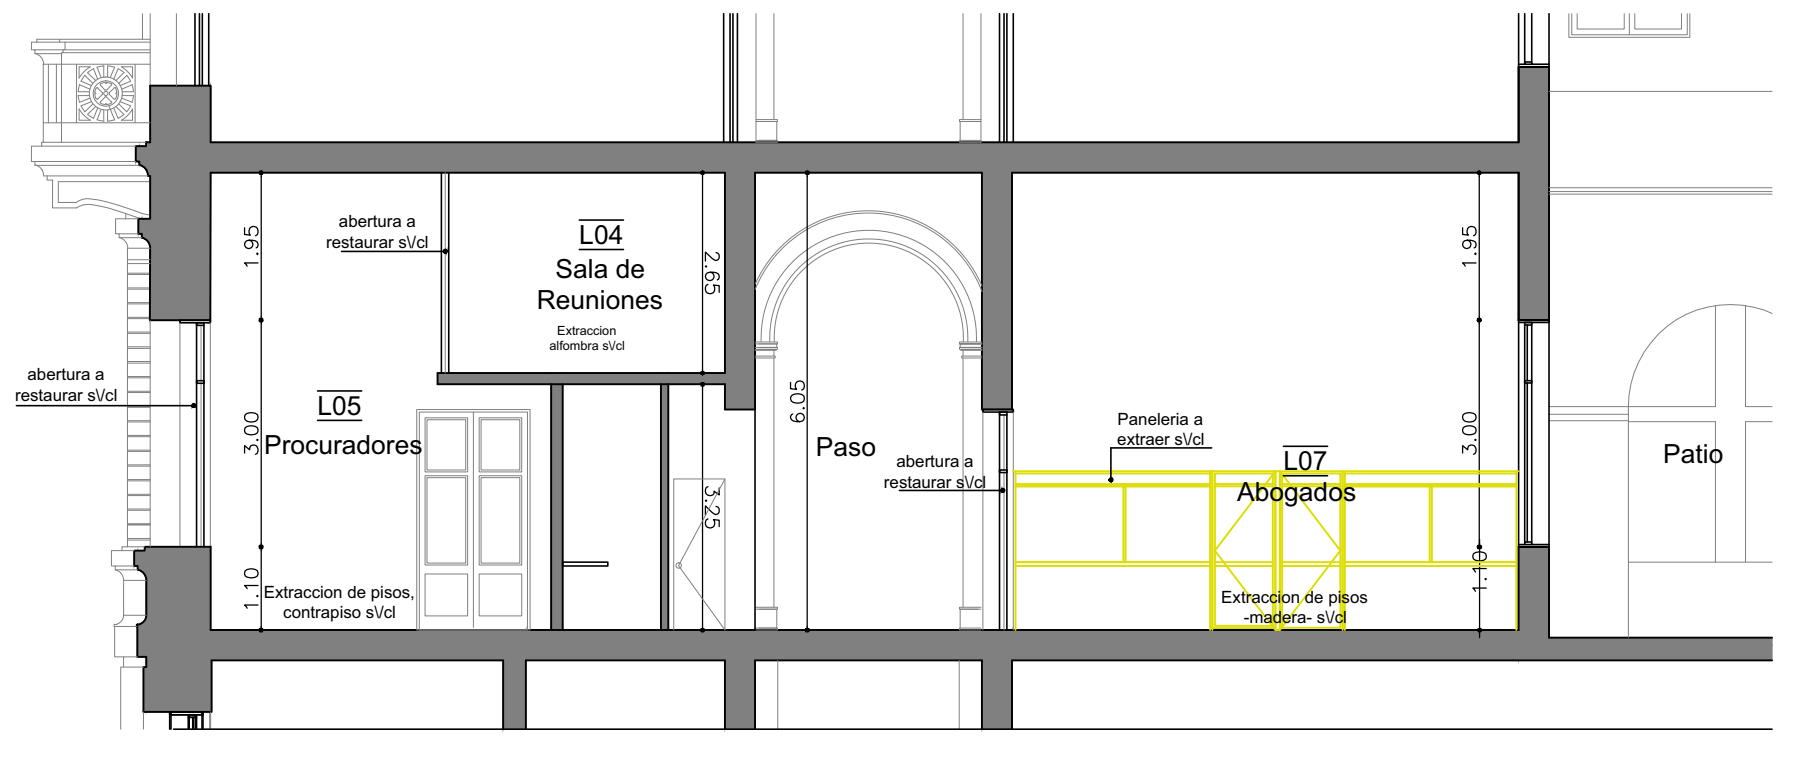 abertura a
restaurar s\/cl
L04
Sala de
Reuniones
Extraccion
alfombra s\/cl
1.95
2.65
1.95
abertura a
restaurar s\/cl
L05
Procuradores
3.00
6.05
Paso
abertura a
restaurar s\/cl
Paneleria a
extraer s\/cl
L07
Abogados
3.00
Patio
3.25
1.10
Extraccion de pisos,
contrapiso s\/cl
Extraccion de pisos
-madera- s\/cl
1.10